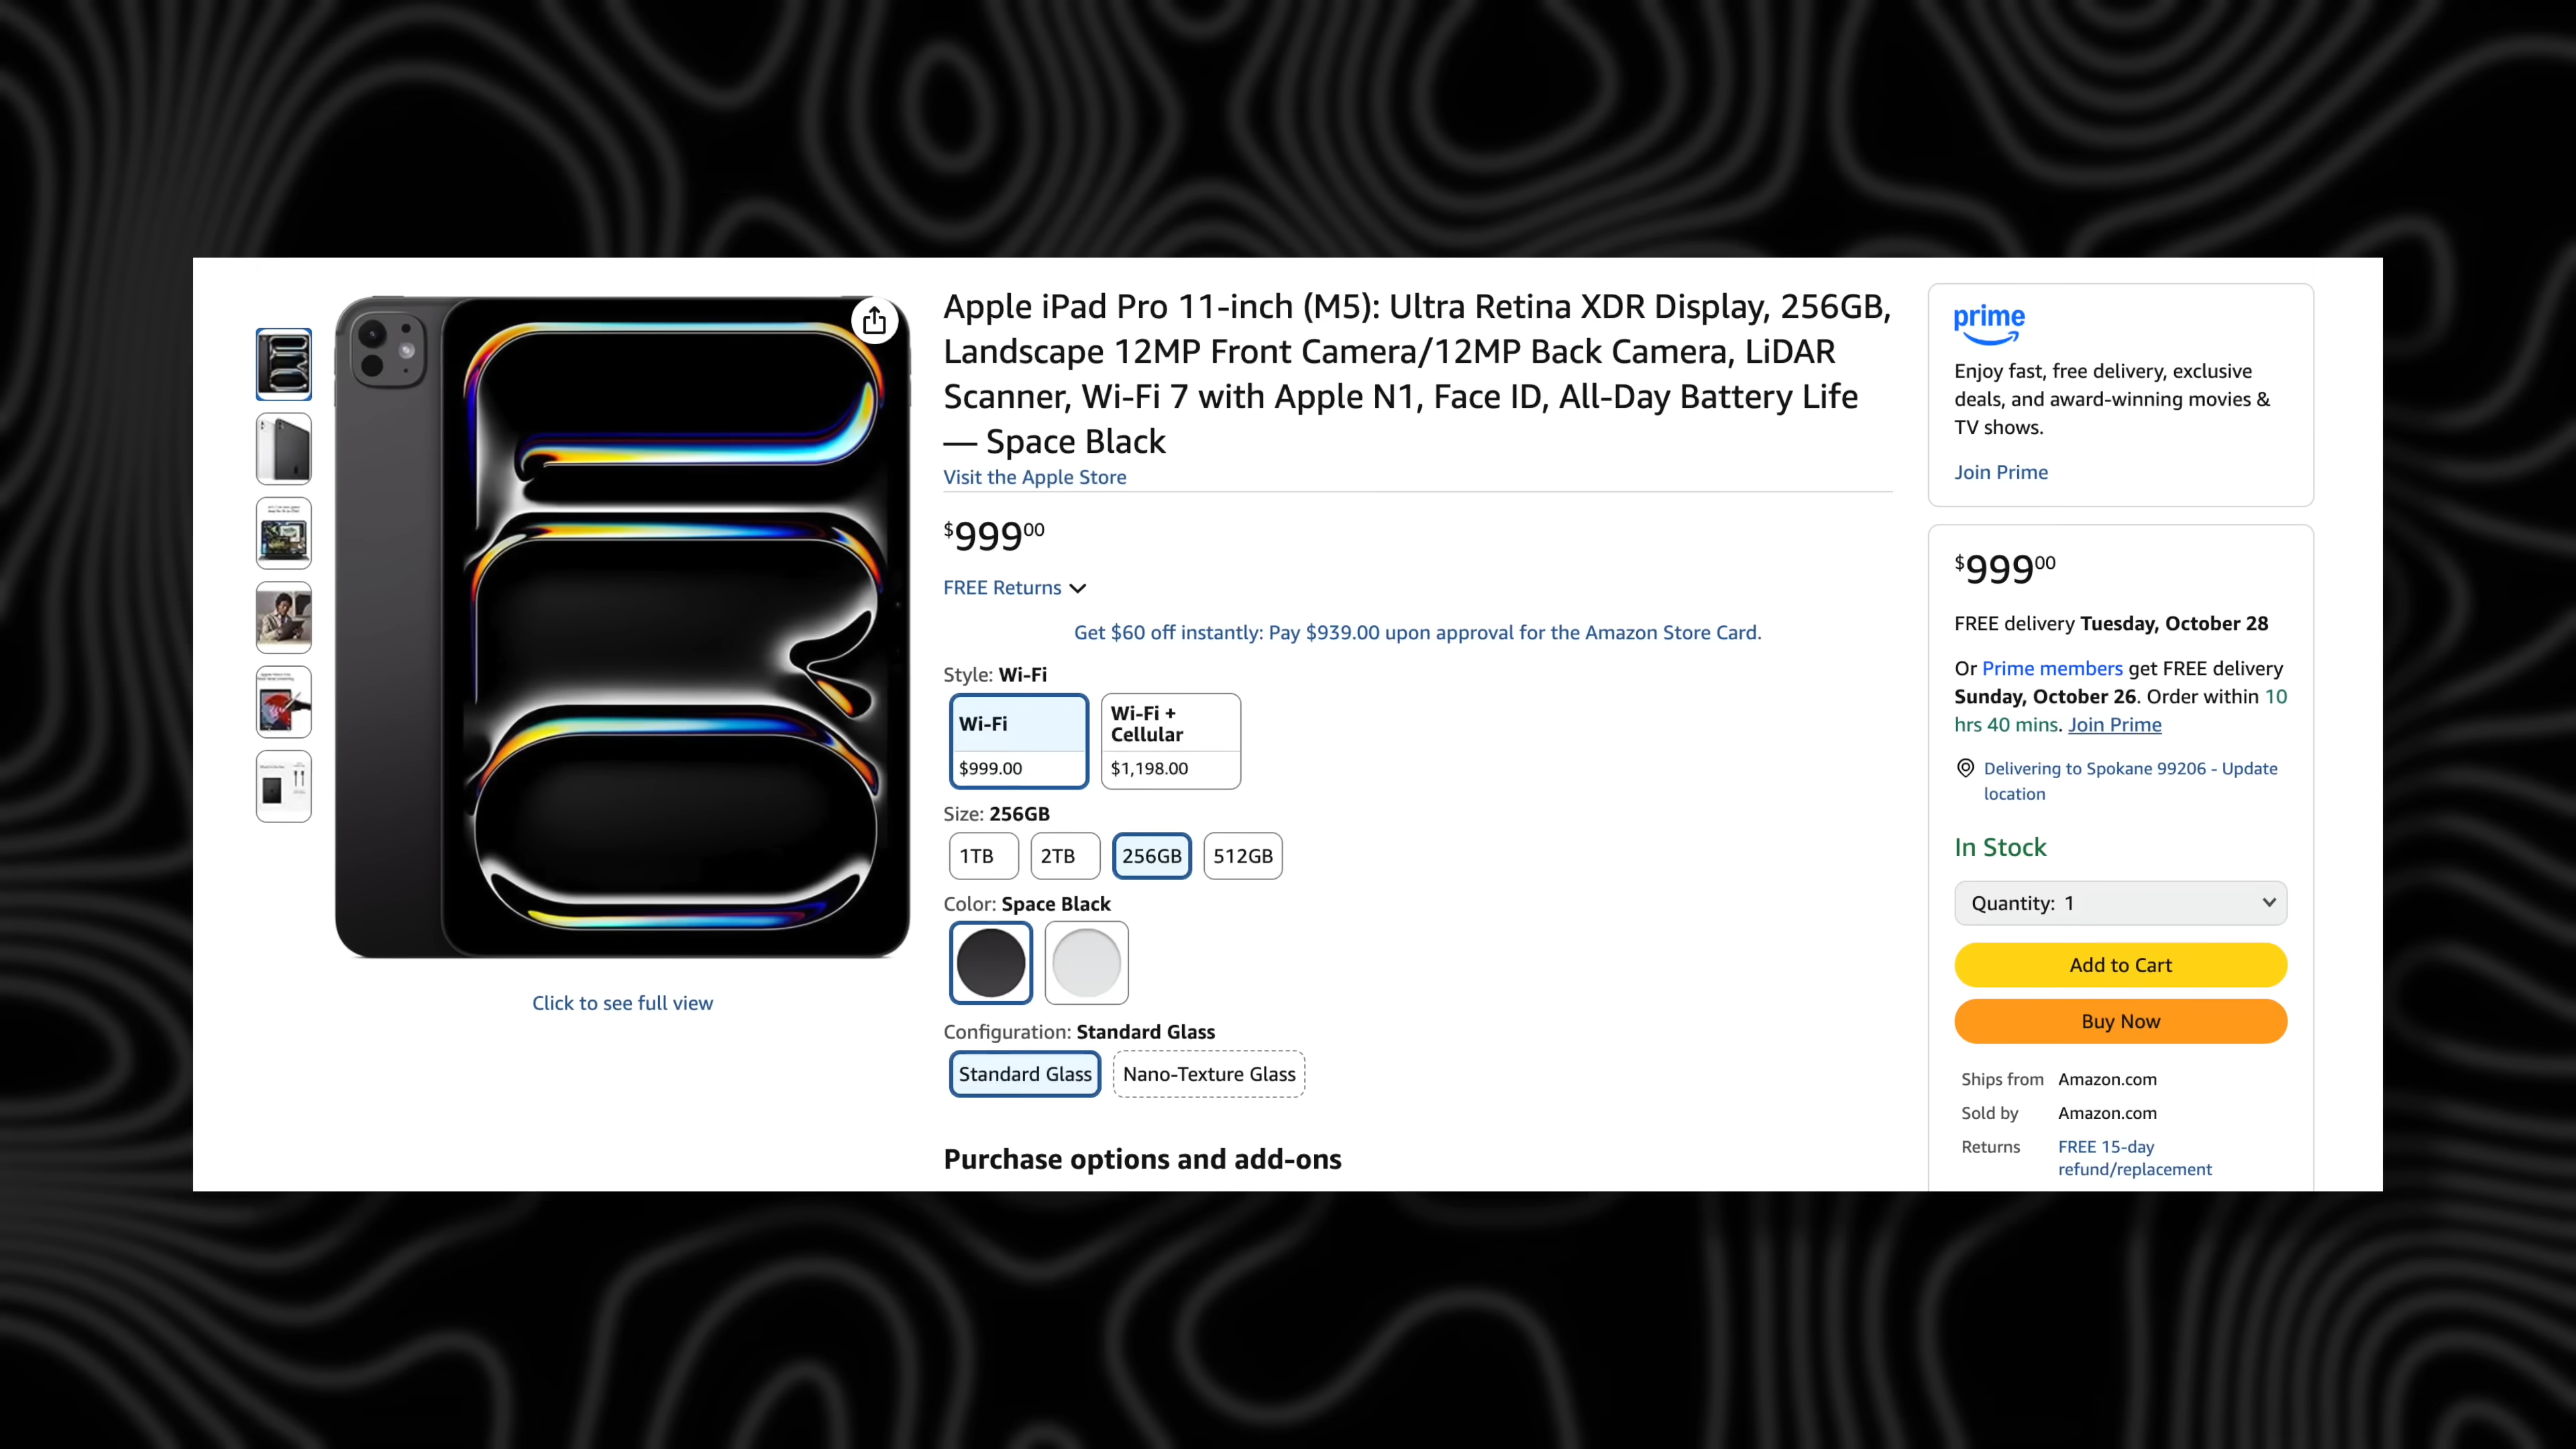 Apple iPad Pro 11-inch (M5): Ultra Retina XDR Display, 256GB,
Landscape 12MP Front Camera/12MP Back Camera, LiDAR
Scanner, Wi-Fi 7 with Apple N1, Face ID, All-Day Battery Life
— Space Black
Visit the Apple Store
$99900
FREE Returns
Get $60 off instantly: Pay $939.00 upon approval for the Amazon Store Card.
Style: Wi-Fi
Wi-Fi
$999.00
Wi-Fi +
Cellular
$1,198.00
Size: 256GB
1TB
2TB
256GB
512GB
Color: Space Black
Configuration: Standard Glass
Standard Glass
Nano-Texture Glass
Purchase options and add-ons
Click to see full view
prime
Enjoy fast, free delivery, exclusive
deals, and award-winning movies &
TV shows.
Join Prime
$99900
FREE delivery Tuesday, October 28
Or Prime members get FREE delivery
Sunday, October 26. Order within 10
hrs 40 mins. Join Prime
Delivering to Spokane 99206 - Update
location
In Stock
Quantity: 1
Add to Cart
Buy Now
Ships from Amazon.com
Sold by Amazon.com
Returns FREE 15-day
refund/replacement